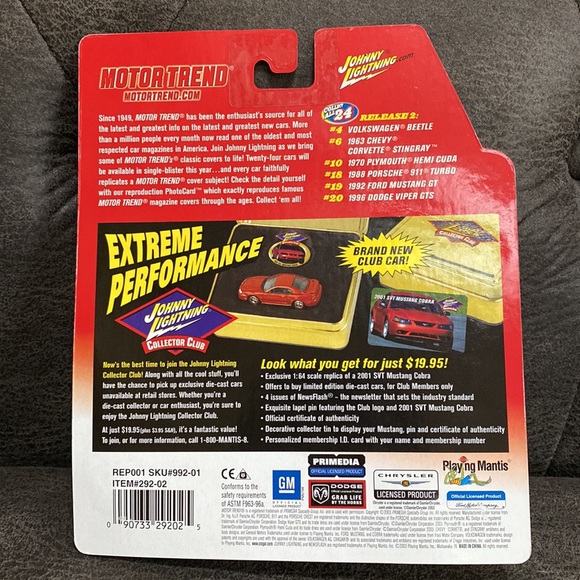 MOTOR TREND
MOTORTREND.COM
JOHNNY LIGHTNING.com
Since 1949, MOTOR TREND® has been the enthusiast's source for all of
the latest and greatest info on the latest and greatest new cars. More
than a million people every month now read one of the oldest and most
respected car magazines in America. Join Johnny Lightning as we bring
some of MOTOR TREND's classic covers to life! Twenty-four cars will
be available in single-blister this year...and every car faithfully
replicates a MOTOR TREND® cover subject! Check the detail yourself
with our reproduction PhotoCard™ which exactly reproduces famous
MOTOR TREND® magazine covers through the ages. Collect 'em all!
COLLECT ALL 24
RELEASE 2:
#4 VOLKSWAGEN® BEETLE
#6 1963 CHEVY®
CORVETTE® STINGRAY™
#10 1970 PLYMOUTH® HEMI CUDA
#18 1988 PORSCHE® 911® TURBO
#19 1992 FORD MUSTANG GT
#20 1996 DODGE VIPER GTS
EXTREME
PERFORMANCE
JOHNNY
LIGHTNING
COLLECTOR CLUB
BRAND NEW
CLUB CAR!
COLLECTOR CLUB
2001 SVT MUSTANG COBRA
Now's the best time to join the Johnny Lightning
Collector Club! Along with all the cool stuff, you'll
have the chance to pick up exclusive die-cast cars
unavailable at retail stores. Whether you're a
die-cast collector or car enthusiast, you're sure to
enjoy the Johnny Lightning Collector Club.
At just $19.95 (plus $3.95 S&H), it's a fantastic value!
To join, or for more information, call 1-800-MANTIS-8.
Look what you get for just $19.95!
• Exclusive 1:64 scale replica of a 2001 SVT Mustang Cobra
• Offers to buy limited edition die-cast cars, for Club Members only
• 4 issues of NewsFlash® - the newsletter that sets the industry standard
• Exquisite lapel pin featuring the Club logo and 2001 SVT Mustang Cobra
• Official certificate of authenticity
• Decorative collector tin to display your Mustang, pin and certificate of authenticity
• Personalized membership I.D. card with your name and membership number
REP001 SKU#992-01
ITEM#292-02
0 90733 29202 5
CE
Conforms to the
safety requirements
of ASTM F963-96a
GM
PRIMEDIA
OFFICIAL LICENSED PRODUCT
DODGE
GRAB LIFE
BY THE HORNS
CHRYSLER
LICENSED PRODUCT
Playing Mantis
Official Licensed Product